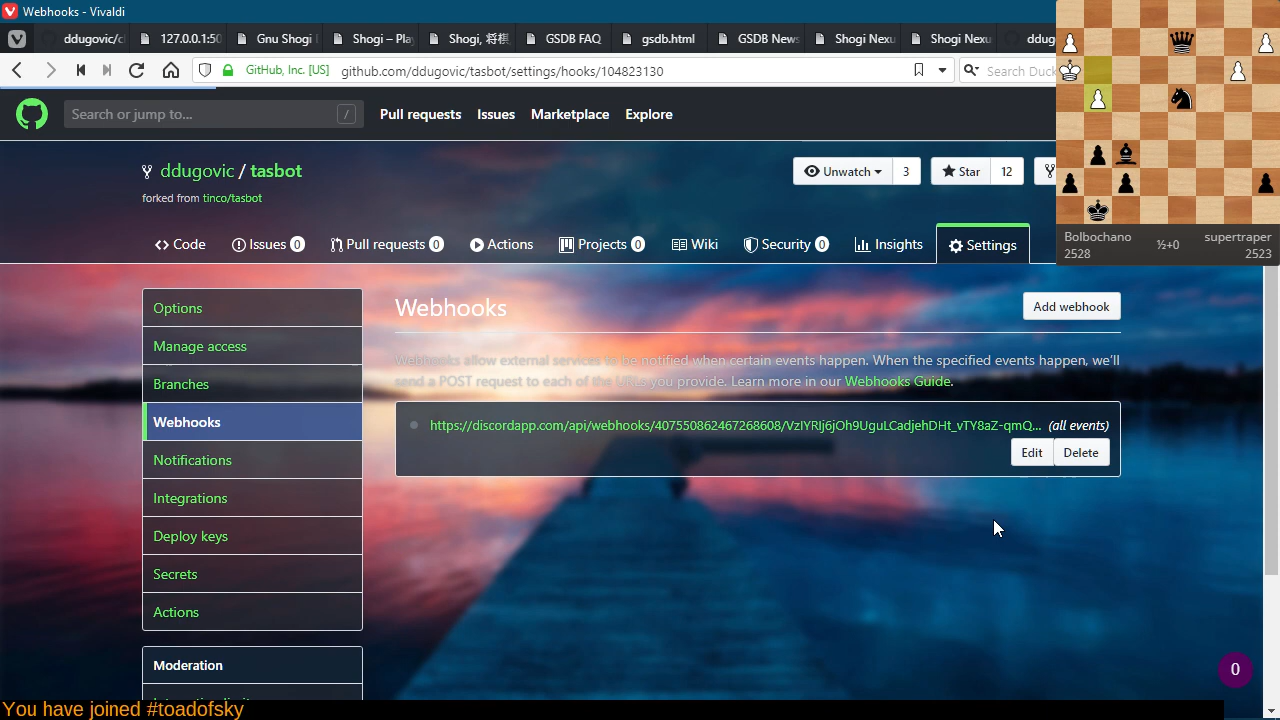 Webhooks - Vivaldi
ddugovic/cl
127.0.0.1:50
Gnu Shogi
Shogi – Pla
Shogi, 将棋
GSDB FAQ
gsdb.html
GSDB News
Shogi Nexu
Shogi Nexu
ddug
GitHub, Inc. [US]
github.com/ddugovic/tasbot/settings/hooks/104823130
Search Duck
Search or jump to...
/
Pull requests
Issues
Marketplace
Explore
ddugovic / tasbot
forked from tinco/tasbot
Unwatch 3
Star 12
Code
Issues 0
Pull requests 0
Actions
Projects 0
Wiki
Security 0
Insights
Settings
Bolbochano
2528
½+0
supertraper
2523
Options
Manage access
Branches
Webhooks
Notifications
Integrations
Deploy keys
Secrets
Actions
Moderation
Webhooks
Add webhook
Webhooks allow external services to be notified when certain events happen. When the specified events happen, we'll
send a POST request to each of the URLs you provide. Learn more in our Webhooks Guide.
https://discordapp.com/api/webhooks/407550862467268608/VzIYRIj6jOh9UguLCadjehDHt_vTY8aZ-qmQ... (all events)
Edit
Delete
0
You have joined #toadofsky